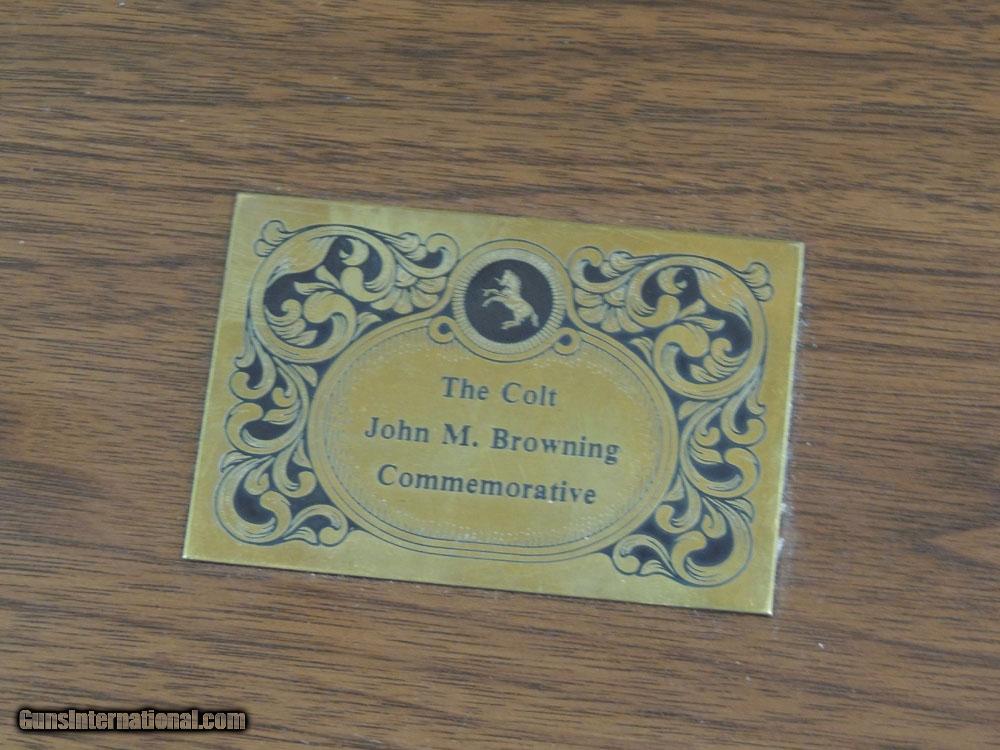 The Colt
John M. Browning
Commemorative
GunsInternational.com